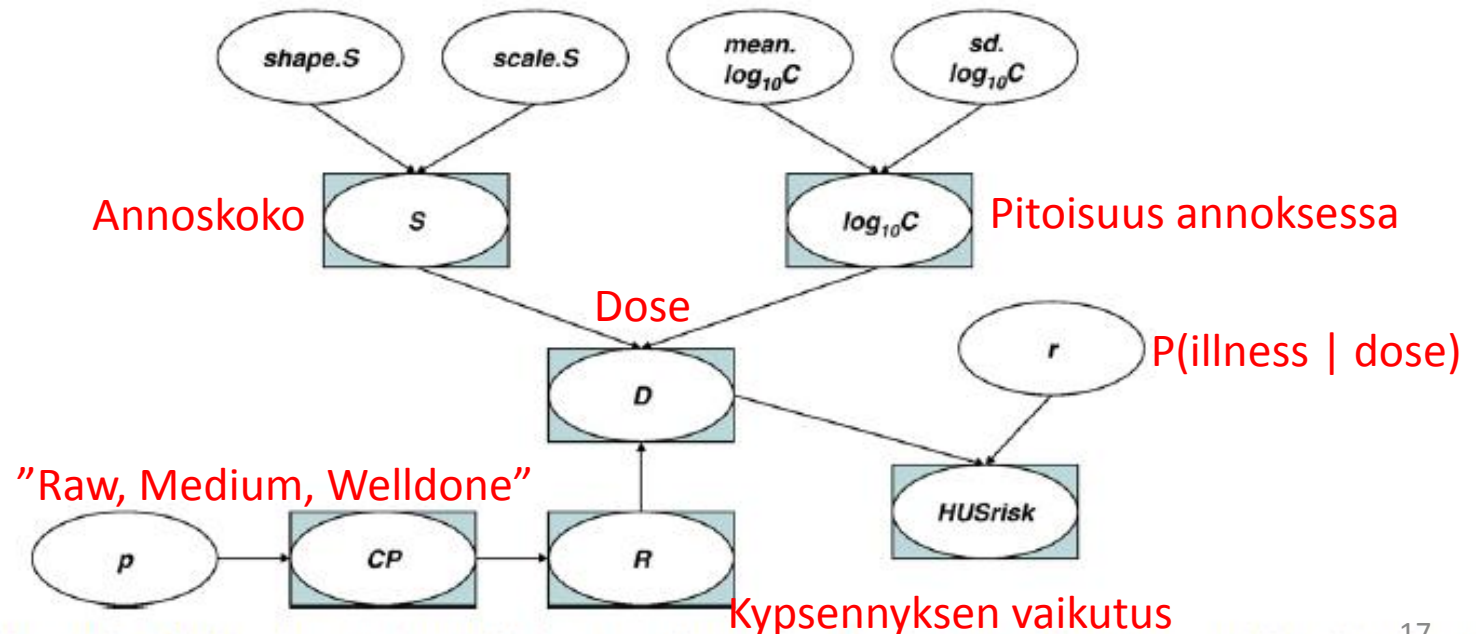 shape.S
scale.S
mean.
log₁₀C
sd.
log₁₀C
Annoskoko
S
log₁₀C
Pitoisuus annoksessa
Dose
r
P(illness | dose)
D
”Raw, Medium, Welldone”
HUSrisk
p
CP
R
Kypsennyksen vaikutus
17